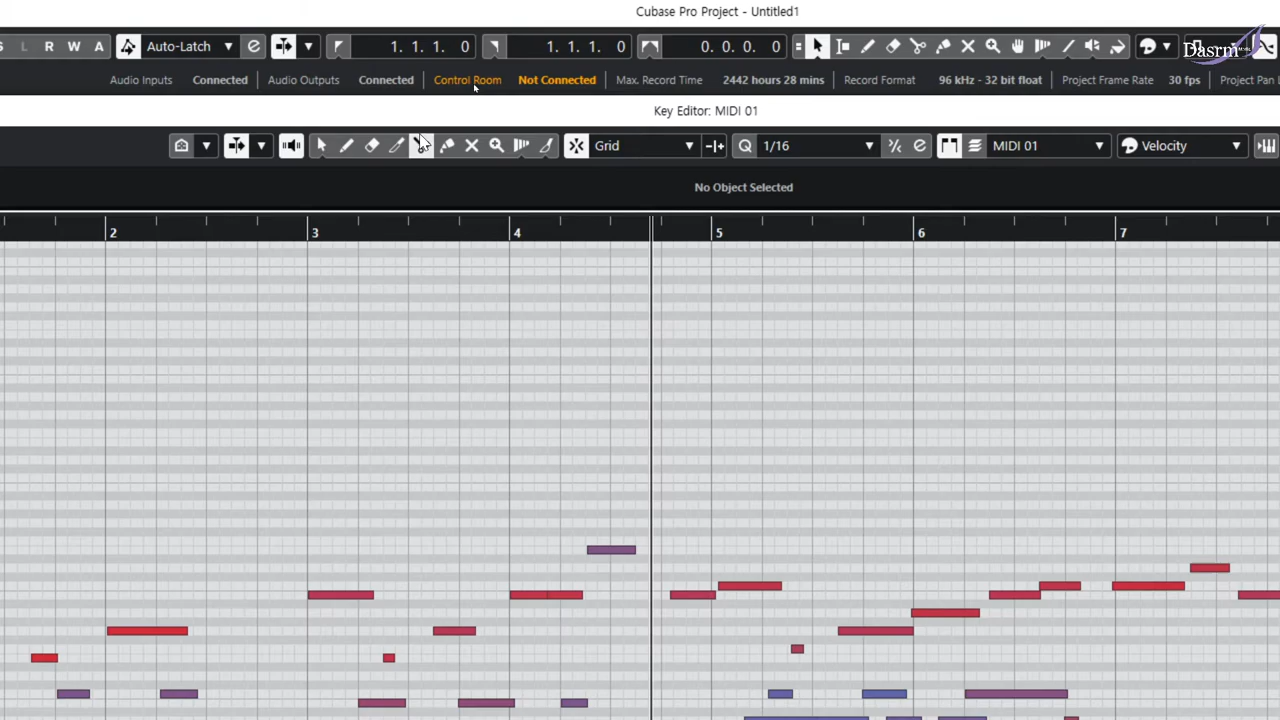 Cubase Pro Project - Untitled1
L R W A Auto-Latch 1. 1. 1. 0 1. 1. 1. 0 0. 0. 0. 0
Dasrm
Audio Inputs Connected Audio Outputs Connected Control Room Not Connected Max. Record Time 2442 hours 28 mins Record Format 96 kHz - 32 bit float Project Frame Rate 30 fps Project Pan L
Key Editor: MIDI 01
Grid Q 1/16 MIDI 01 Velocity
No Object Selected
2 3 4 5 6 7